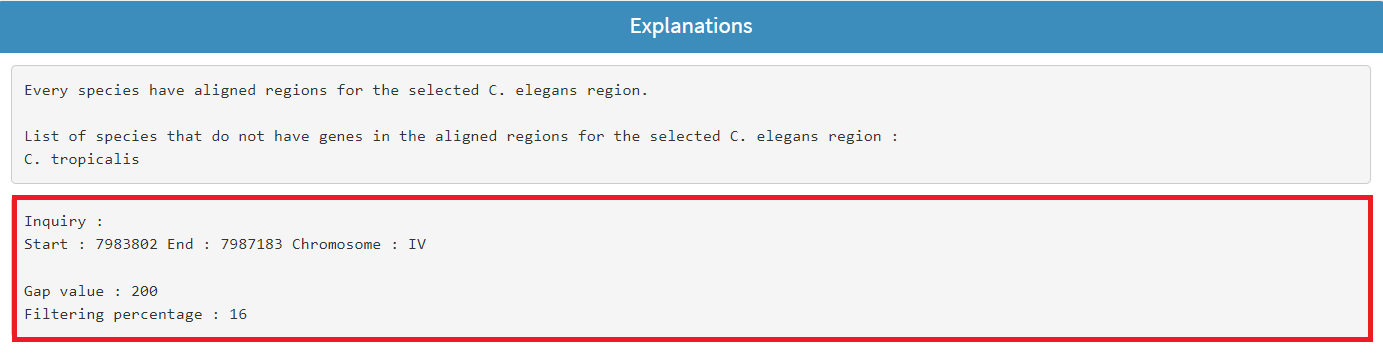 Explanations
Every species have aligned regions for the selected C. elegans region.
List of species that do not have genes in the aligned regions for the selected C. elegans region :
C. tropicalis
Inquiry :
Start : 7983802 End : 7987183 Chromosome : IV
Gap value : 200
Filtering percentage : 16